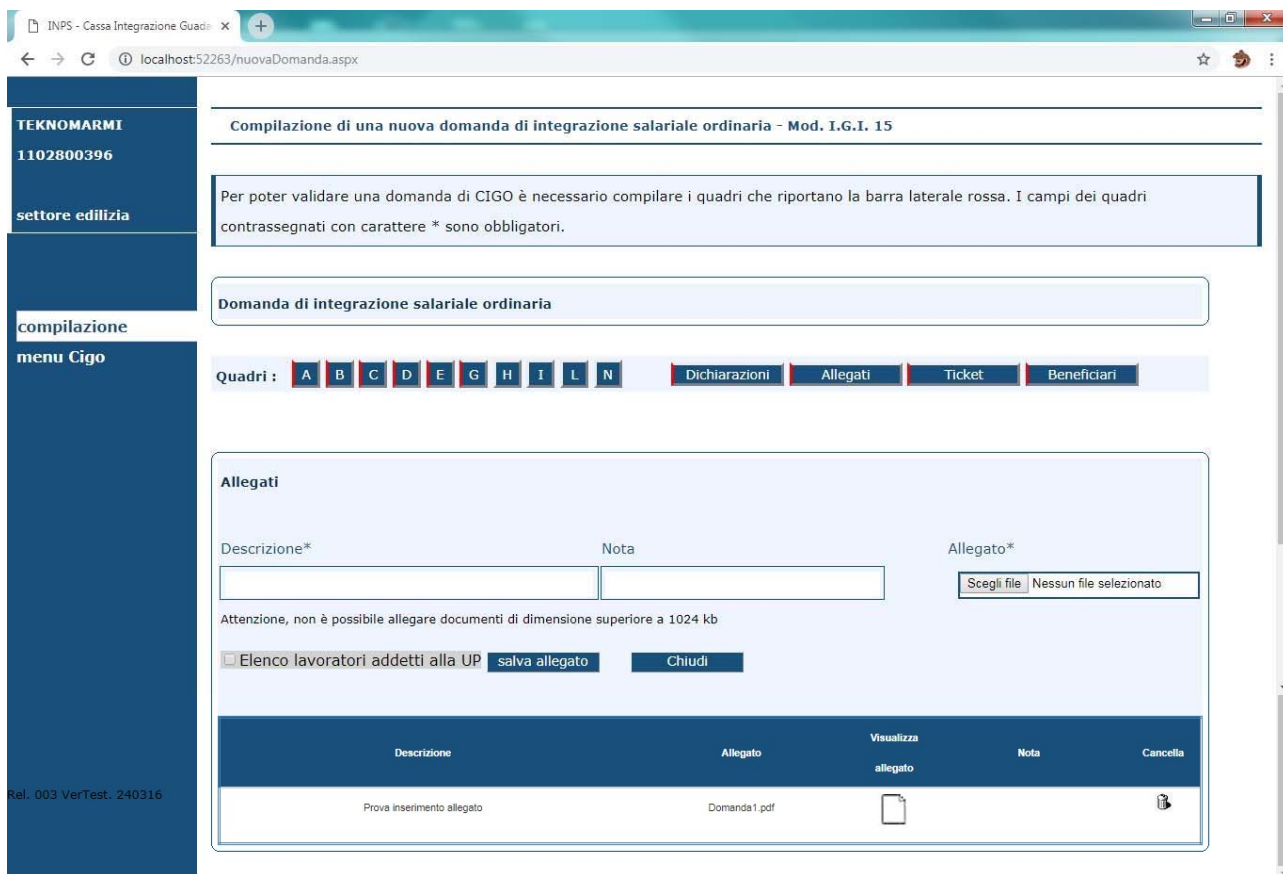 INPS - Cassa Integrazione Guada
localhost:52263/nuovaDomanda.aspx
TEKNOMARMI
1102800396
settore edilizia
compilazione
menu Cigo
Rel. 003 VerTest. 240316
Compilazione di una nuova domanda di integrazione salariale ordinaria - Mod. I.G.I. 15
Per poter validare una domanda di CIGO è necessario compilare i quadri che riportano la barra laterale rossa. I campi dei quadri
contrassegnati con carattere * sono obbligatori.
Domanda di integrazione salariale ordinaria
Quadri : A B C D E G H I L N Dichiarazioni Allegati Ticket Beneficiari
Allegati
Descrizione* Nota Allegato*
Scegli file Nessun file selezionato
Attenzione, non è possibile allegare documenti di dimensione superiore a 1024 kb
Elenco lavoratori addetti alla UP salva allegato Chiudi
Descrizione Allegato Visualizza allegato Nota Cancella
Prova inserimento allegato Domanda1.pdf